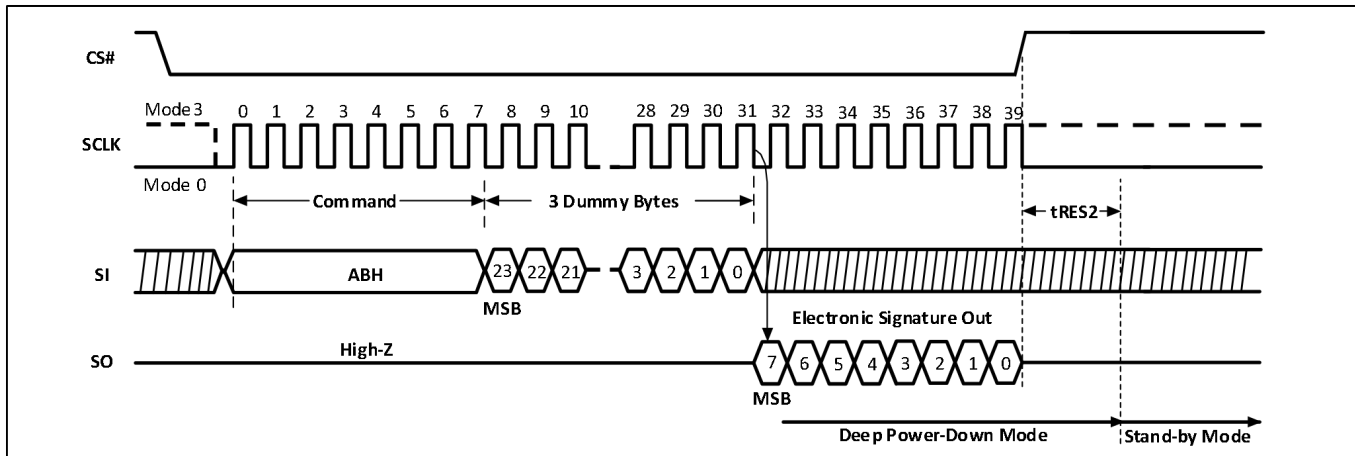 CS#
Mode 3 0 1 2 3 4 5 6 7 8 9 10 28 29 30 31 32 33 34 35 36 37 38 39
SCLK
Mode 0
Command 3 Dummy Bytes tRES2
SI ABH 23 22 21 3 2 1 0
MSB
Electronic Signature Out
SO High-Z 7 6 5 4 3 2 1 0
MSB
Deep Power-Down Mode Stand-by Mode